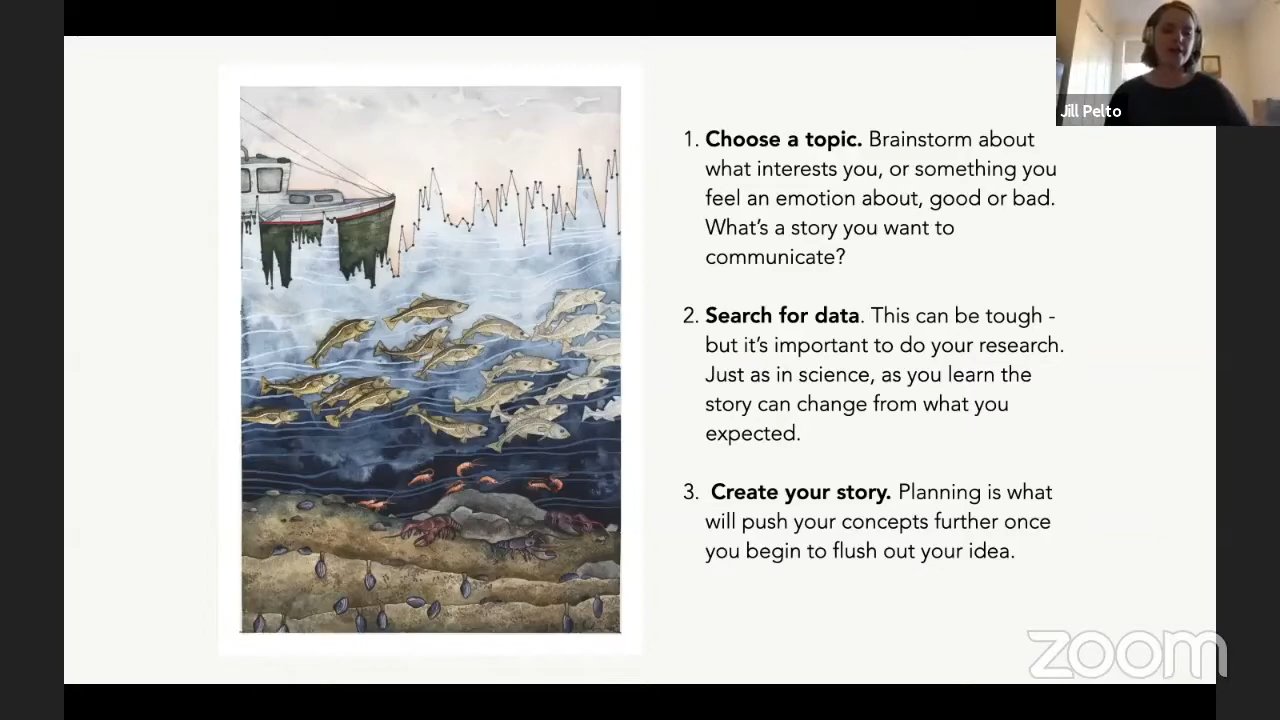 Jill Pelto
1. Choose a topic. Brainstorm about
what interests you, or something you
feel an emotion about, good or bad.
What's a story you want to
communicate?
2. Search for data. This can be tough -
but it's important to do your research.
Just as in science, as you learn the
story can change from what you
expected.
3. Create your story. Planning is what
will push your concepts further once
you begin to flush out your idea.
zoom